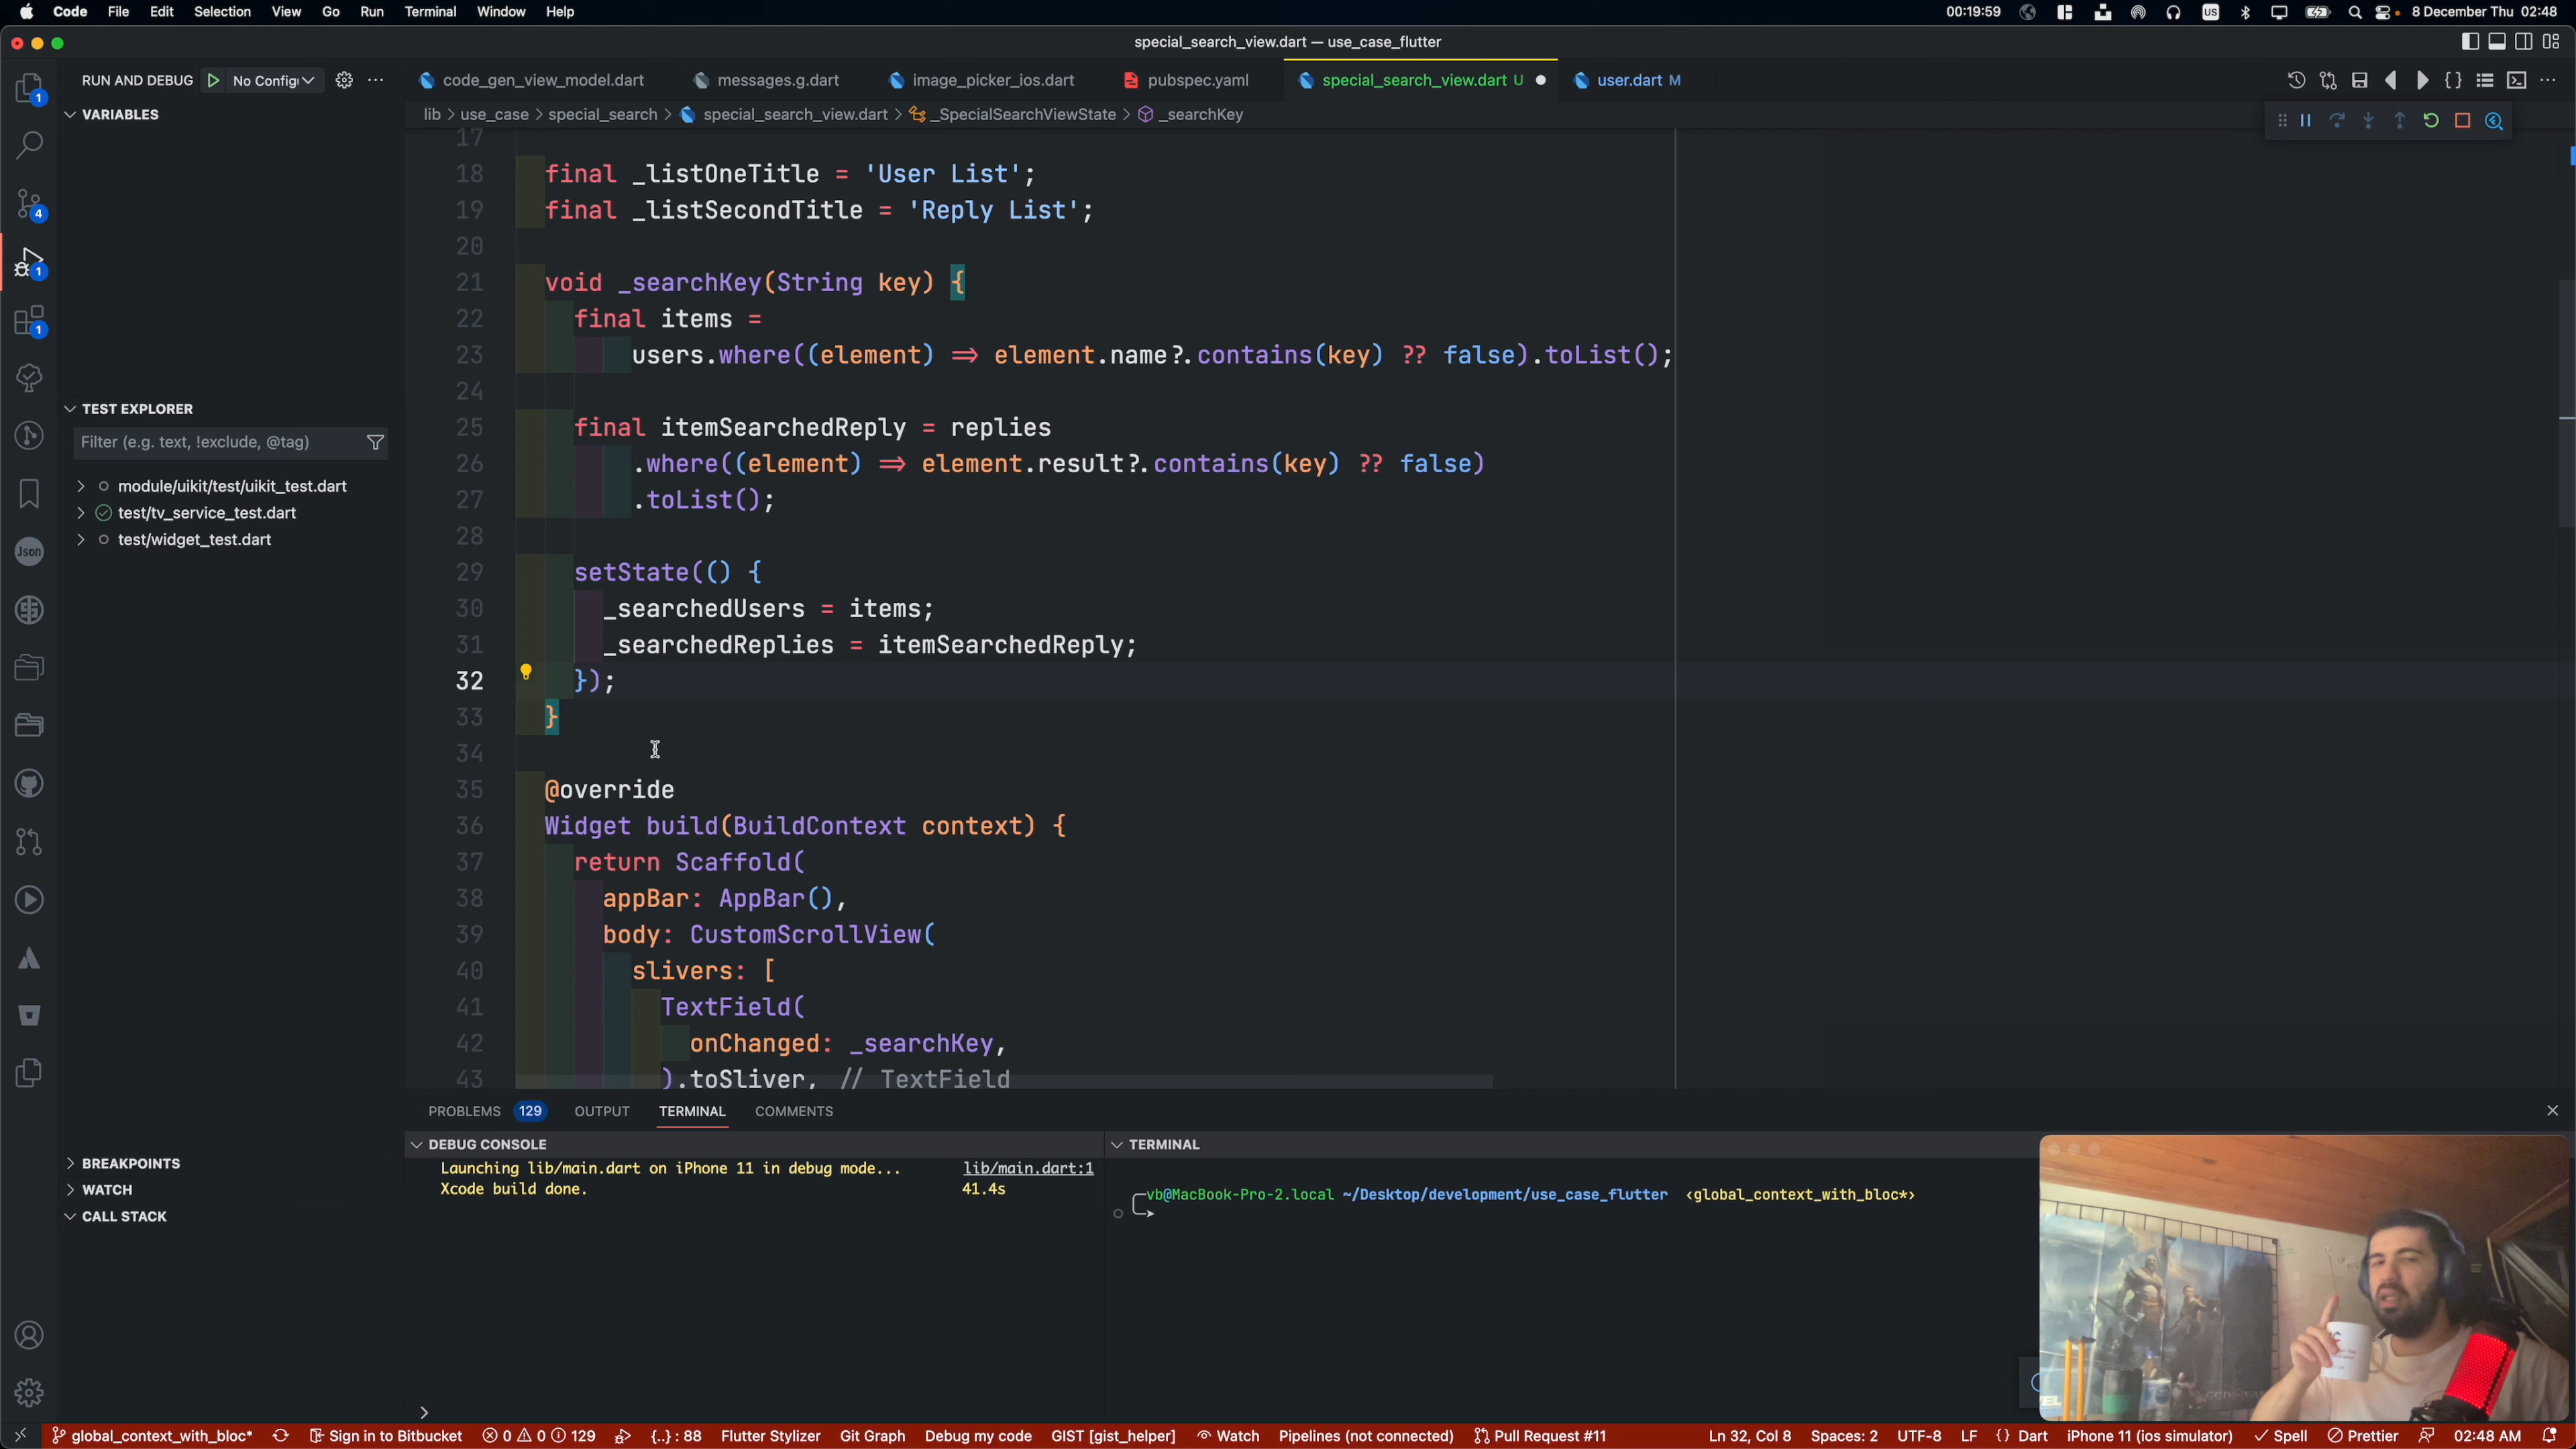 Code File Edit Selection View Go Run Terminal Window Help
00:19:59 US 8 December Thu 02:48
special_search_view.dart — use_case_flutter
RUN AND DEBUG No Config
code_gen_view_model.dart messages.g.dart image_picker_ios.dart pubspec.yaml special_search_view.dart U user.dart M
lib > use_case > special_search > special_search_view.dart > _SpecialSearchViewState > _searchKey
VARIABLES
TEST EXPLORER
Filter (e.g. text, !exclude, @tag)
module/uikit/test/uikit_test.dart
test/tv_service_test.dart
test/widget_test.dart
BREAKPOINTS
WATCH
CALL STACK
1
4
1
1
Json
17
18 final _listOneTitle = 'User List';
19 final _listSecondTitle = 'Reply List';
20
21 void _searchKey(String key) {
22 final items =
23 users.where((element) => element.name?.contains(key) ?? false).toList();
24
25 final itemSearchedReply = replies
26 .where((element) => element.result?.contains(key) ?? false)
27 .toList();
28
29 setState(() {
30 _searchedUsers = items;
31 _searchedReplies = itemSearchedReply;
32 });
33 }
34
35 @override
36 Widget build(BuildContext context) {
37 return Scaffold(
38 appBar: AppBar(),
39 body: CustomScrollView(
40 slivers: [
41 TextField(
42 onChanged: _searchKey,
43 ).toSliver, // TextField
PROBLEMS 129 OUTPUT TERMINAL COMMENTS
DEBUG CONSOLE
Launching lib/main.dart on iPhone 11 in debug mode... lib/main.dart:1
Xcode build done. 41.4s
TERMINAL
vb@MacBook-Pro-2.local ~/Desktop/development/use_case_flutter ‹global_context_with_bloc*›
global_context_with_bloc* Sign in to Bitbucket 0 0 129 {..} : 88 Flutter Stylizer Git Graph Debug my code GIST [gist_helper] Watch Pipelines (not connected) Pull Request #11 Ln 32, Col 8 Spaces: 2 UTF-8 LF {} Dart iPhone 11 (ios simulator) Spell Prettier 02:48 AM